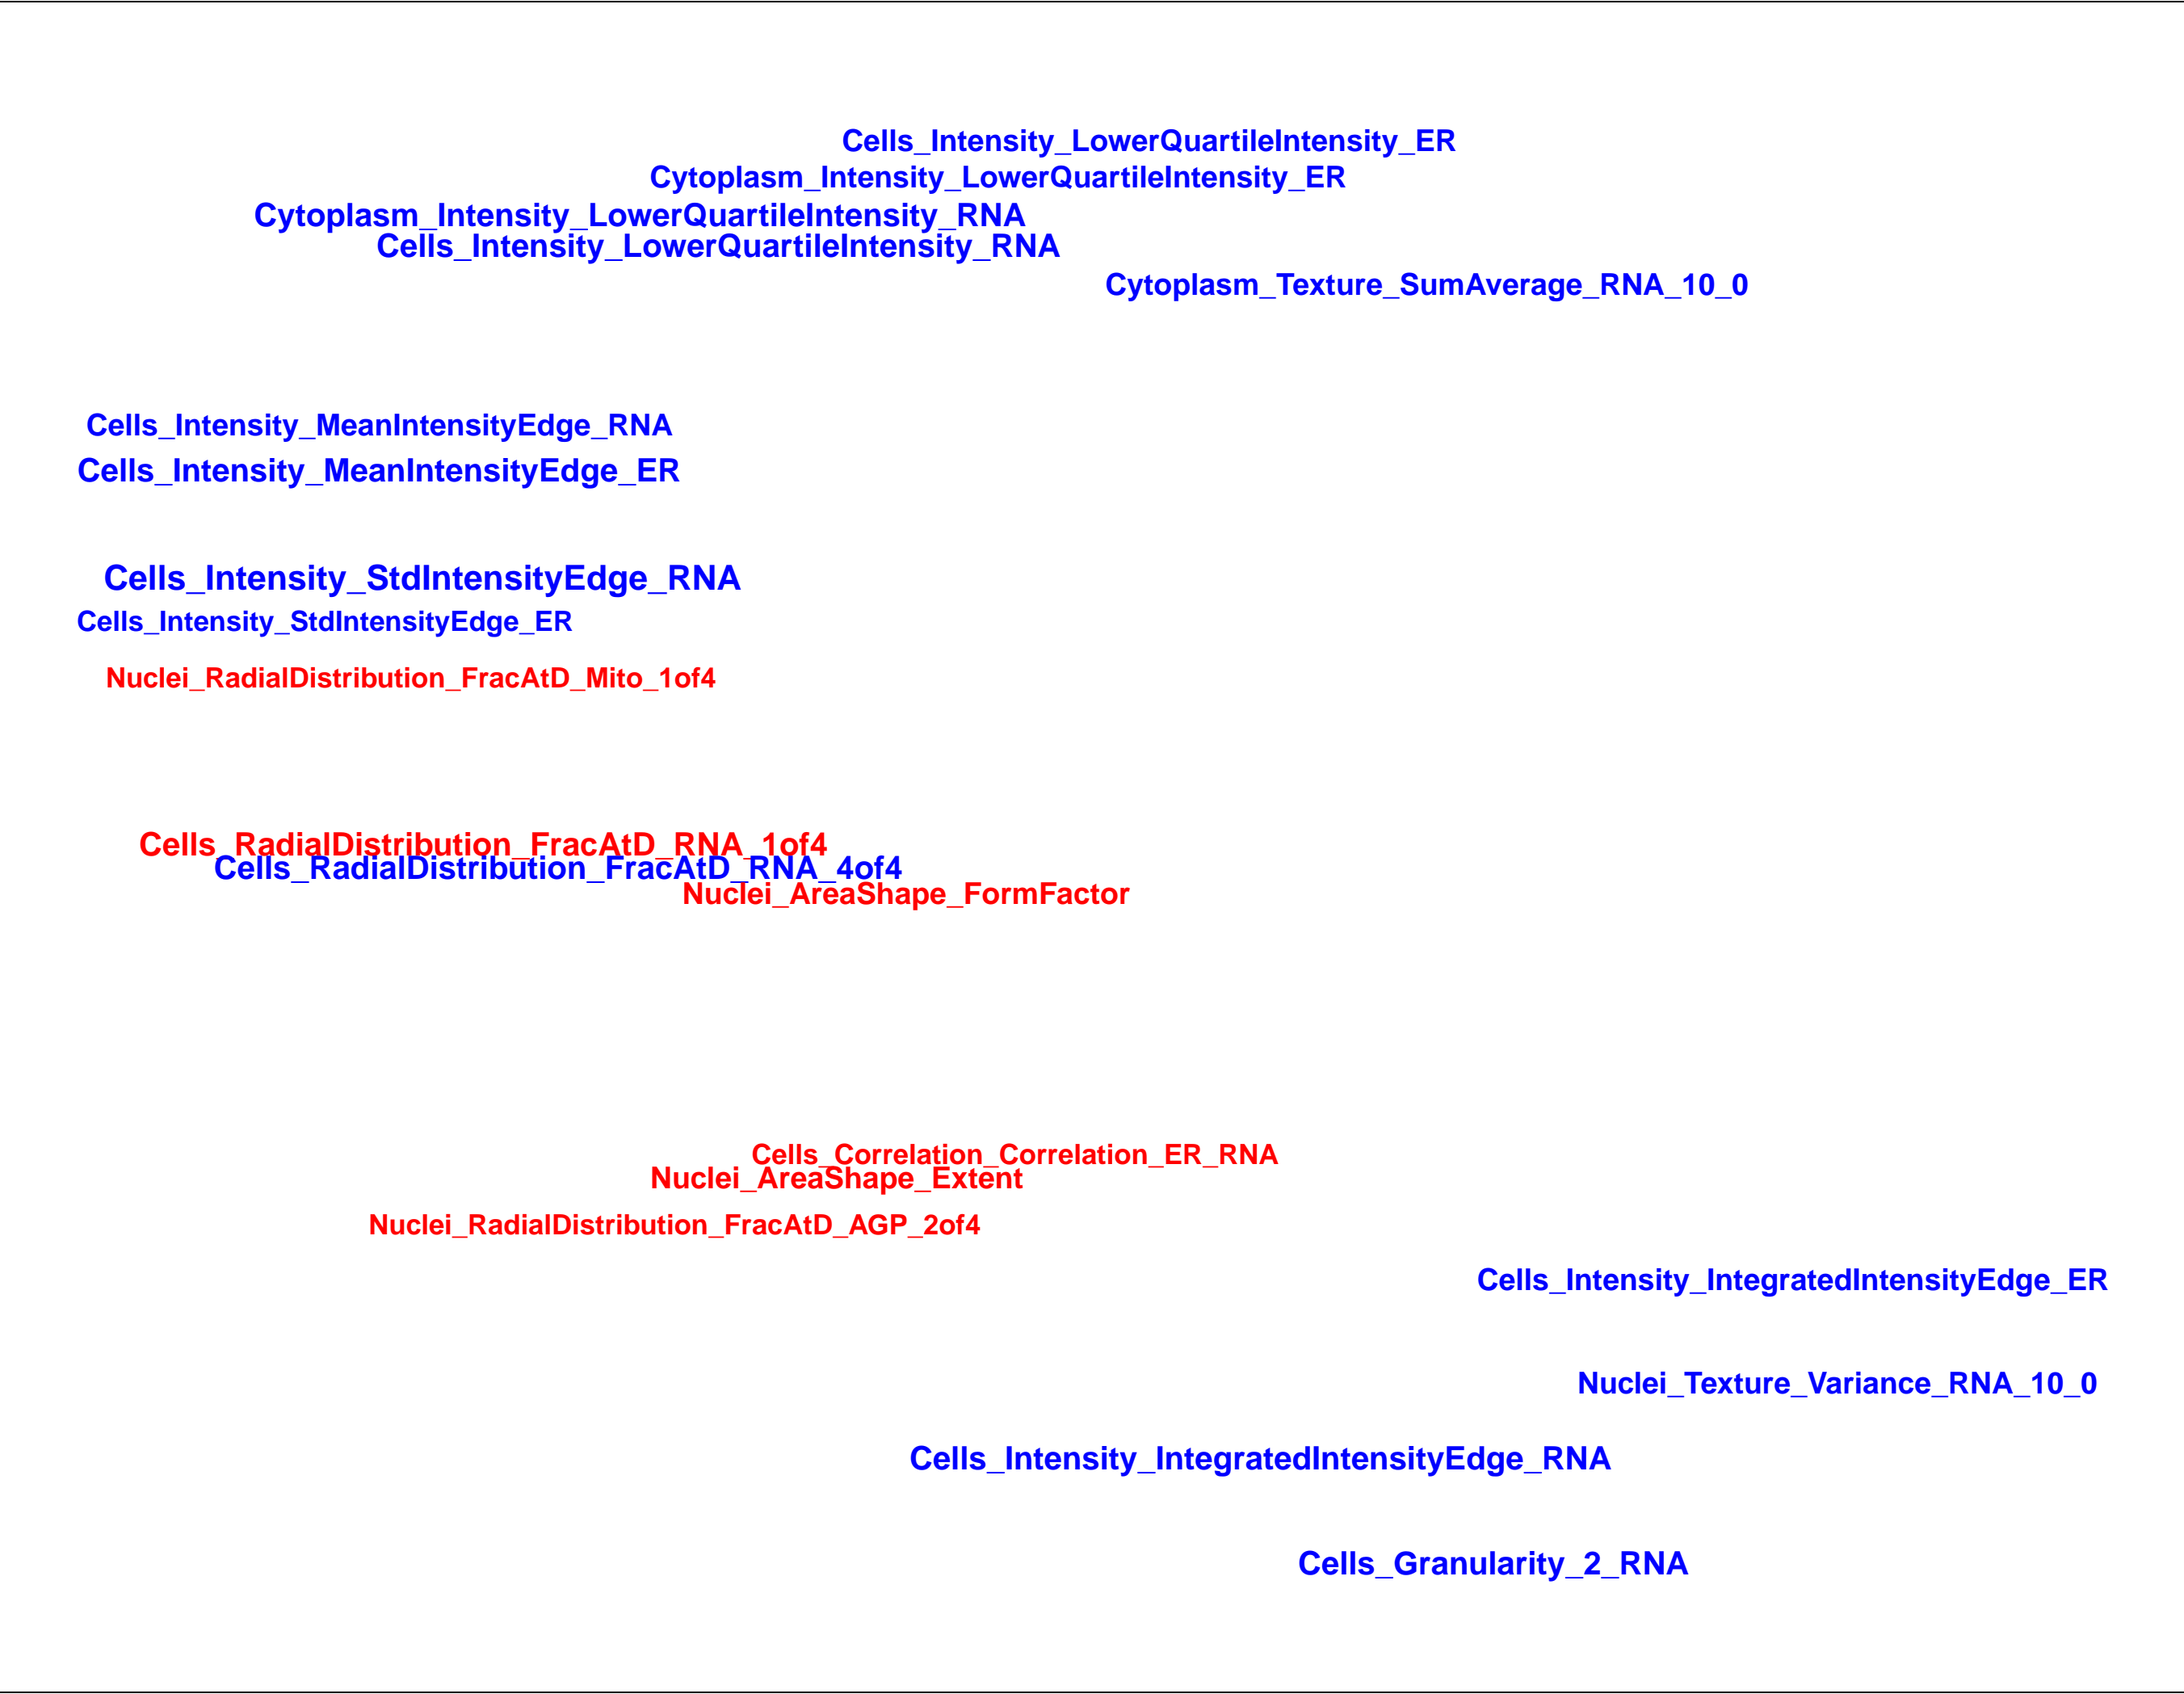 Cells_Intensity_LowerQuartileIntensity_ER
Cytoplasm_Intensity_LowerQuartileIntensity_ER
Cytoplasm_Intensity_LowerQuartileIntensity_RNA
Cells_Intensity_LowerQuartileIntensity_RNA
Cytoplasm_Texture_SumAverage_RNA_10_0
Cells_Intensity_MeanIntensityEdge_RNA
Cells_Intensity_MeanIntensityEdge_ER
Cells_Intensity_StdIntensityEdge_RNA
Cells_Intensity_StdIntensityEdge_ER
Nuclei_RadialDistribution_FracAtD_Mito_1of4
Cells_RadialDistribution_FracAtD_RNA_1of4
Cells_RadialDistribution_FracAtD_RNA_4of4
Nuclei_AreaShape_FormFactor
Cells_Correlation_Correlation_ER_RNA
Nuclei_AreaShape_Extent
Nuclei_RadialDistribution_FracAtD_AGP_2of4
Cells_Intensity_IntegratedIntensityEdge_ER
Nuclei_Texture_Variance_RNA_10_0
Cells_Intensity_IntegratedIntensityEdge_RNA
Cells_Granularity_2_RNA